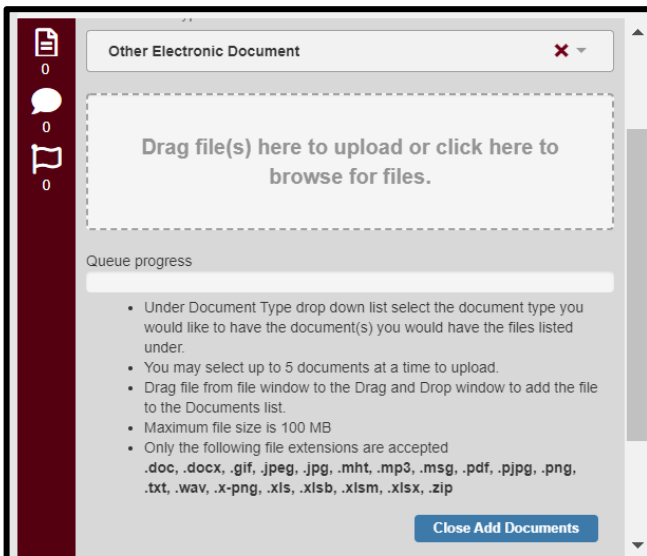 Other Electronic Document
0
0
0
Drag file(s) here to upload or click here to
browse for files.
Queue progress
Under Document Type drop down list select the document type you
would like to have the document(s) you would have the files listed
under.
You may select up to 5 documents at a time to upload.
Drag file from file window to the Drag and Drop window to add the file
to the Documents list.
Maximum file size is 100 MB
Only the following file extensions are accepted
.doc, .docx, .gif, .jpeg, .jpg, .mht, .mp3, .msg, .pdf, .pjpg, .png,
.txt, .wav, .x-png, .xls, .xlsb, .xlsm, .xlsx, .zip
Close Add Documents